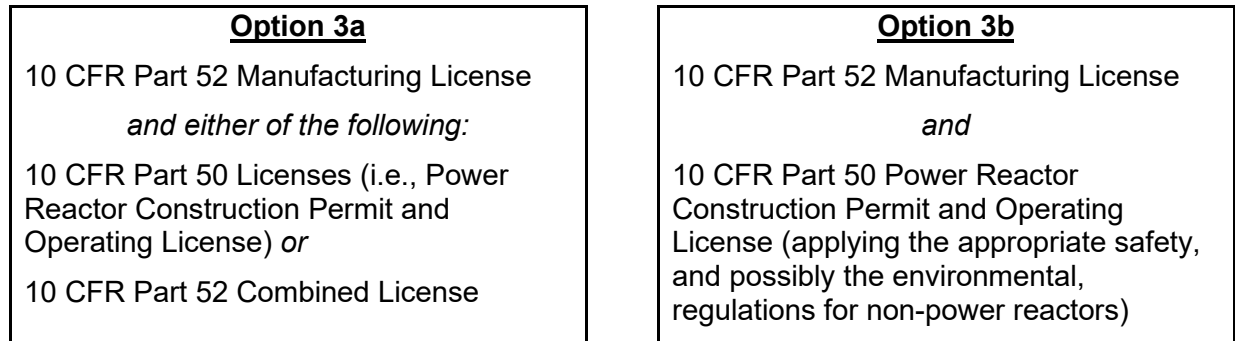 Option 3a
10 CFR Part 52 Manufacturing License
and either of the following:
10 CFR Part 50 Licenses (i.e., Power
Reactor Construction Permit and
Operating License) or
10 CFR Part 52 Combined License
Option 3b
10 CFR Part 52 Manufacturing License
and
10 CFR Part 50 Power Reactor
Construction Permit and Operating
License (applying the appropriate safety,
and possibly the environmental,
regulations for non-power reactors)